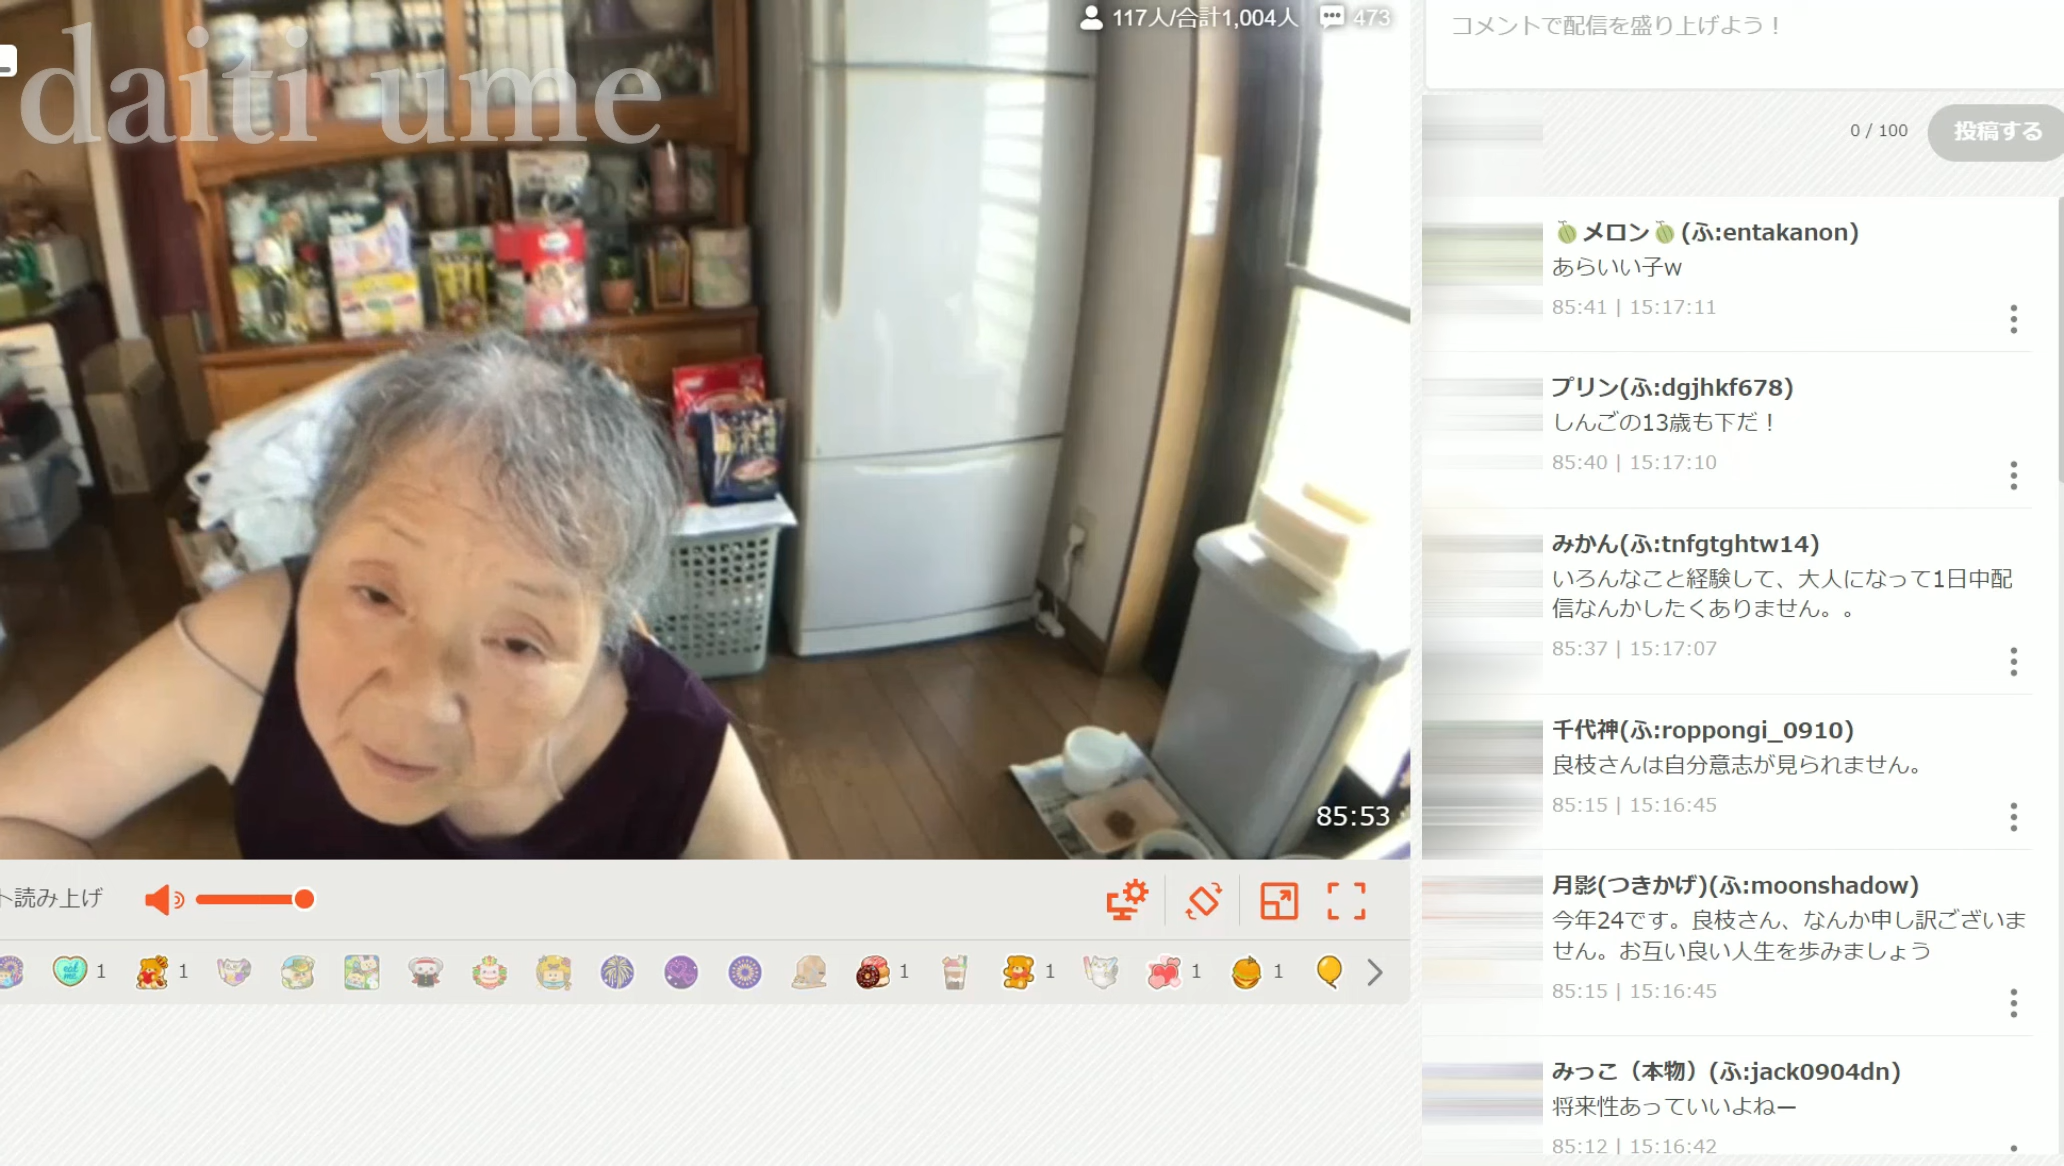 daiti ume
117人/合計1,004人 473
85:53
ト読み上げ
1
1
1
1
1
1
コメントで配信を盛り上げよう！
0 / 100
投稿する
メロン(ふ:entakanon)
あらいい子w
85:41 | 15:17:11
プリン(ふ:dgjhkf678)
しんごの13歳も下だ！
85:40 | 15:17:10
みかん(ふ:tnfgtghtw14)
いろんなこと経験して、大人になって1日中配
信なんかしたくありません。。
85:37 | 15:17:07
千代神(ふ:roppongi_0910)
良枝さんは自分意志が見られません。
85:15 | 15:16:45
月影(つきかげ)(ふ:moonshadow)
今年24です。良枝さん、なんか申し訳ございま
せん。お互い良い人生を歩みましょう
85:15 | 15:16:45
みっこ（本物）(ふ:jack0904dn)
将来性あっていいよねー
85:12 | 15:16:42